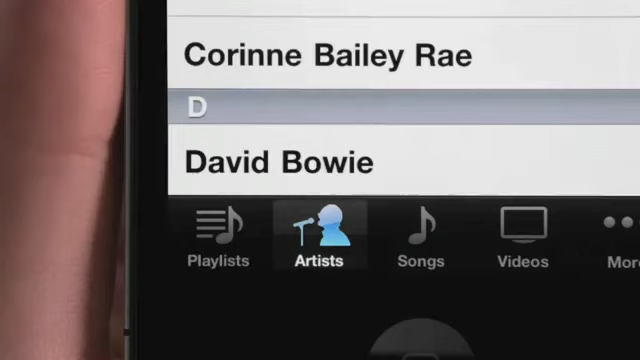 Corinne Bailey Rae
D
David Bowie
Playlists Artists Songs Videos More